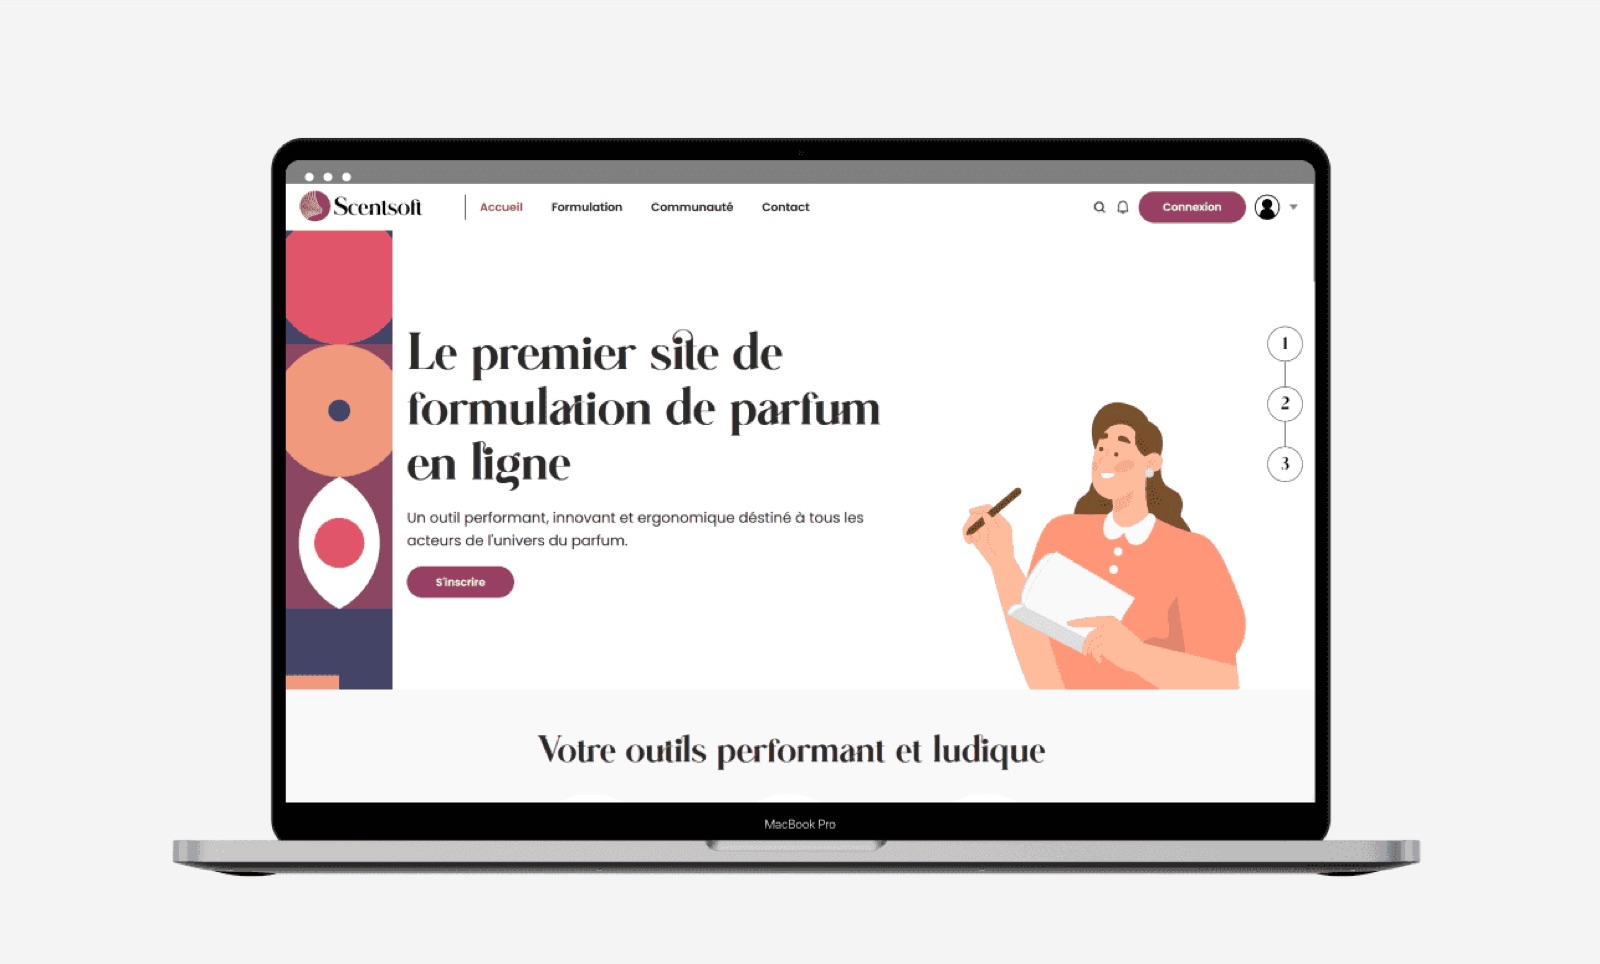 Scentsoft
Accueil
Formulation
Communauté
Contact
Connexion
Le premier site de
formulation de parfum
en ligne
Un outil performant, innovant et ergonomique déstiné à tous les
acteurs de l'univers du parfum.
S'inscrire
1
2
3
Votre outils performant et ludique
MacBook Pro